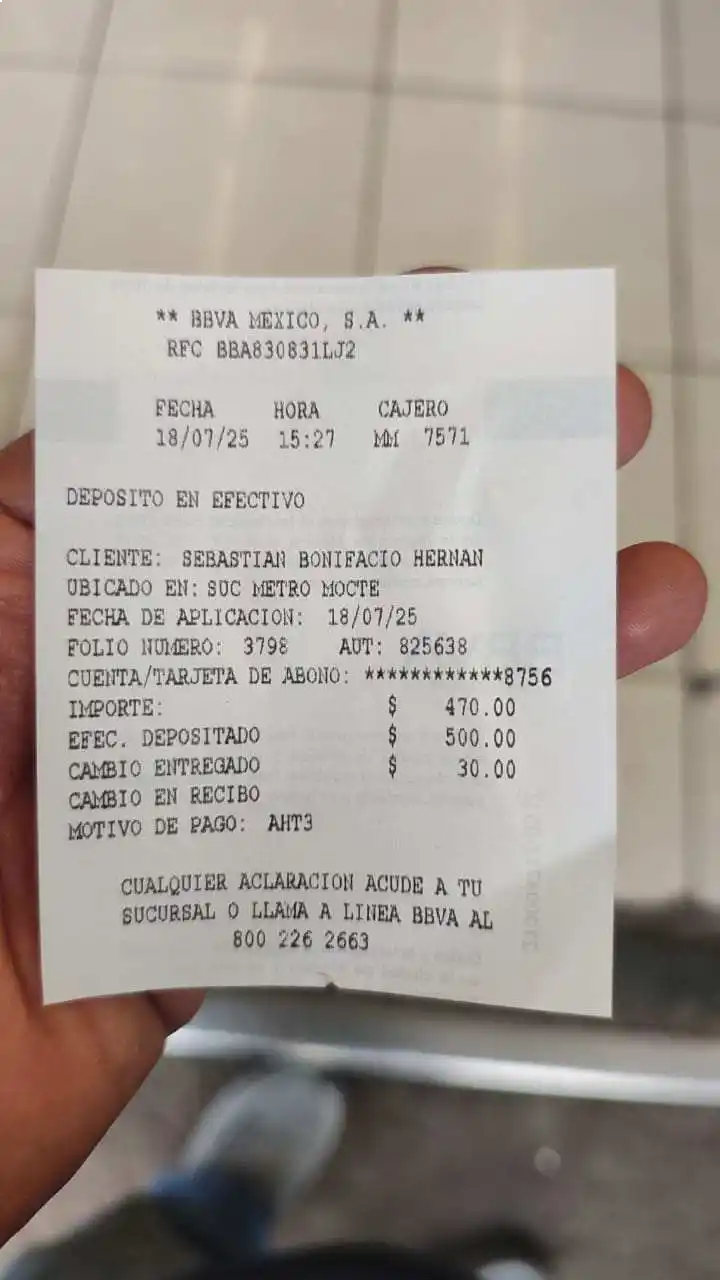 ** BBVA MEXICO, S.A. **
RFC BBA830831LJ2
FECHA HORA CAJERO
18/07/25 15:27 MM 7571
DEPOSITO EN EFECTIVO
CLIENTE: SEBASTIAN BONIFACIO HERNAN
UBICADO EN: SUC METRO MOCTE
FECHA DE APLICACION: 18/07/25
FOLIO NUMERO: 3798 AUT: 825638
CUENTA/TARJETA DE ABONO: ************8756
IMPORTE: $ 470.00
EFEC. DEPOSITADO $ 500.00
CAMBIO ENTREGADO $ 30.00
CAMBIO EN RECIBO
MOTIVO DE PAGO: AHT3
CUALQUIER ACLARACION ACUDE A TU
SUCURSAL O LLAMA A LINEA BBVA AL
800 226 2663